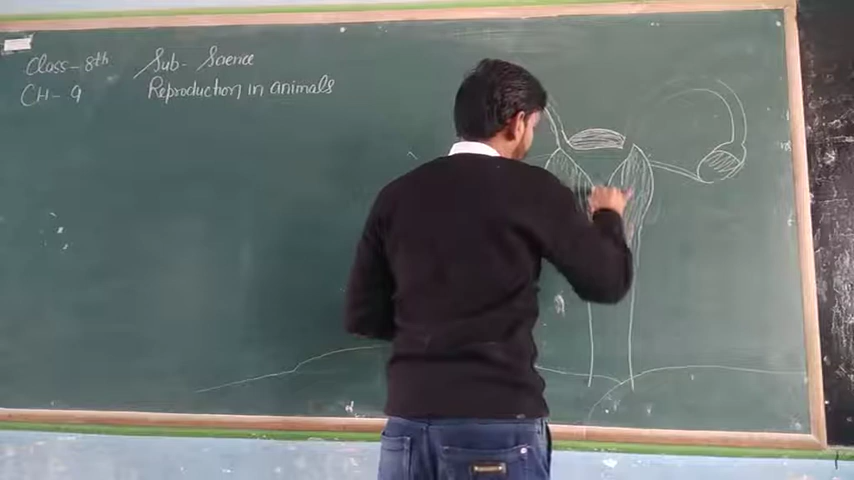 Class - 8th Sub - Science
CH - 9 Reproduction in animals/